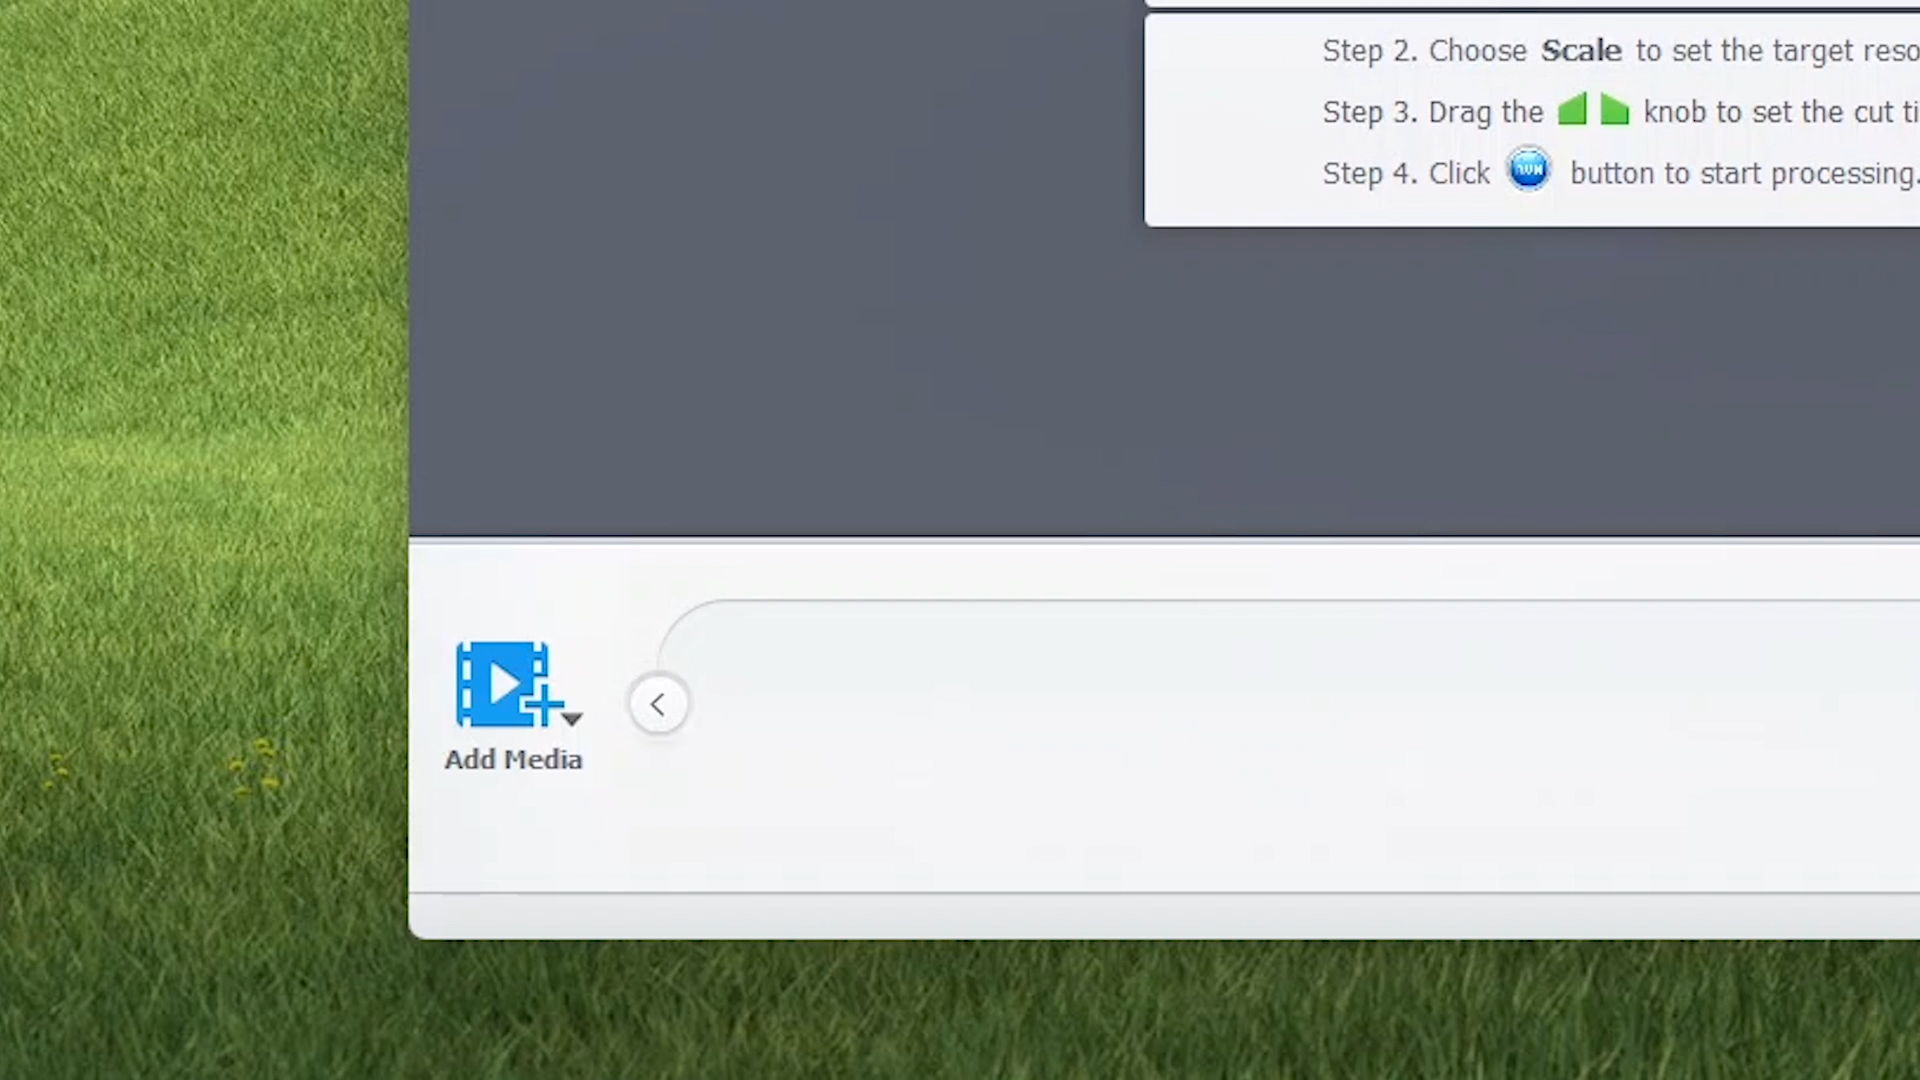 Step 2. Choose Scale to set the target reso
Step 3. Drag the knob to set the cut ti
Step 4. Click RUN button to start processing.
Add Media